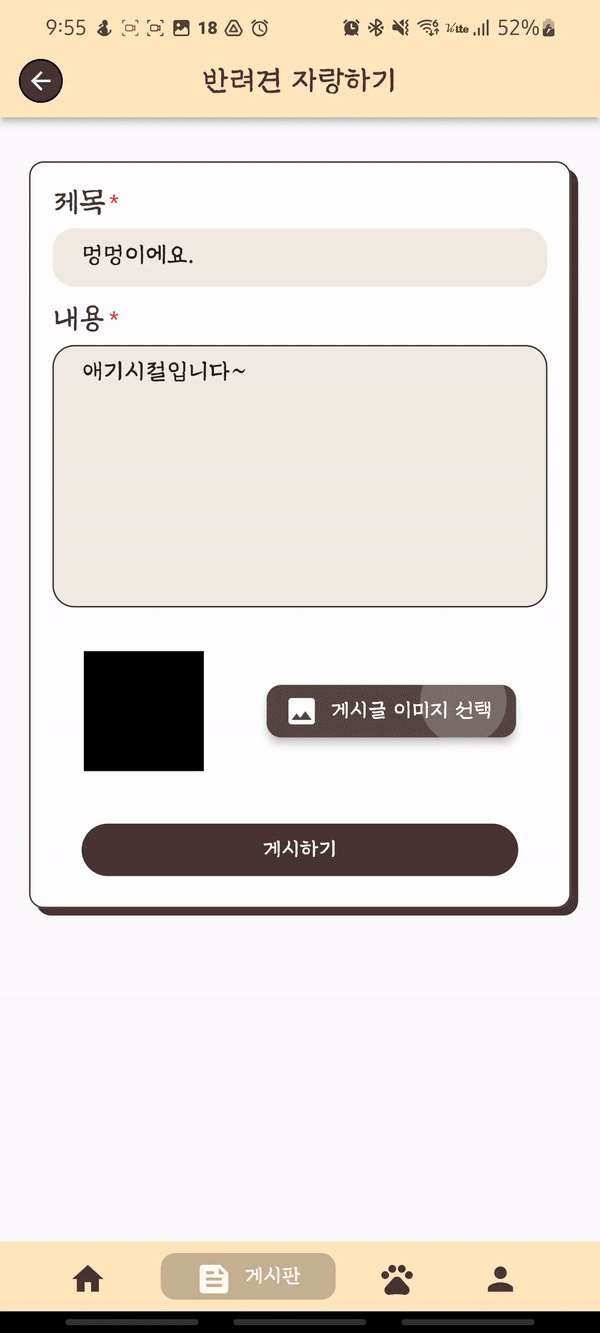 9:55 18 52%
반려견 자랑하기
제목*
멍멍이에요.
내용*
애기시절입니다~
게시글 이미지 선택
게시하기
게시판